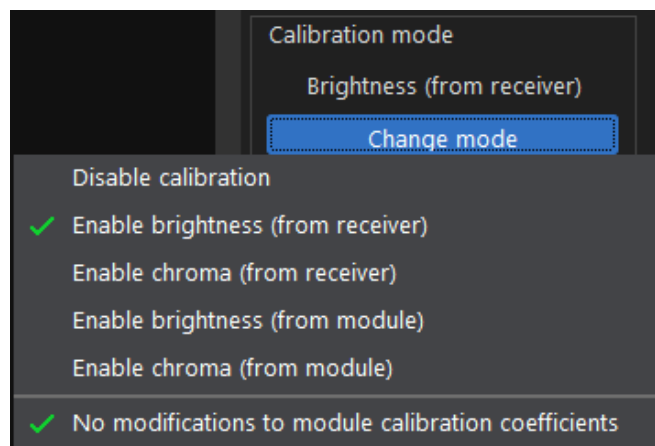 Calibration mode
Brightness (from receiver)
Change mode
Disable calibration
Enable brightness (from receiver)
Enable chroma (from receiver)
Enable brightness (from module)
Enable chroma (from module)
No modifications to module calibration coefficients